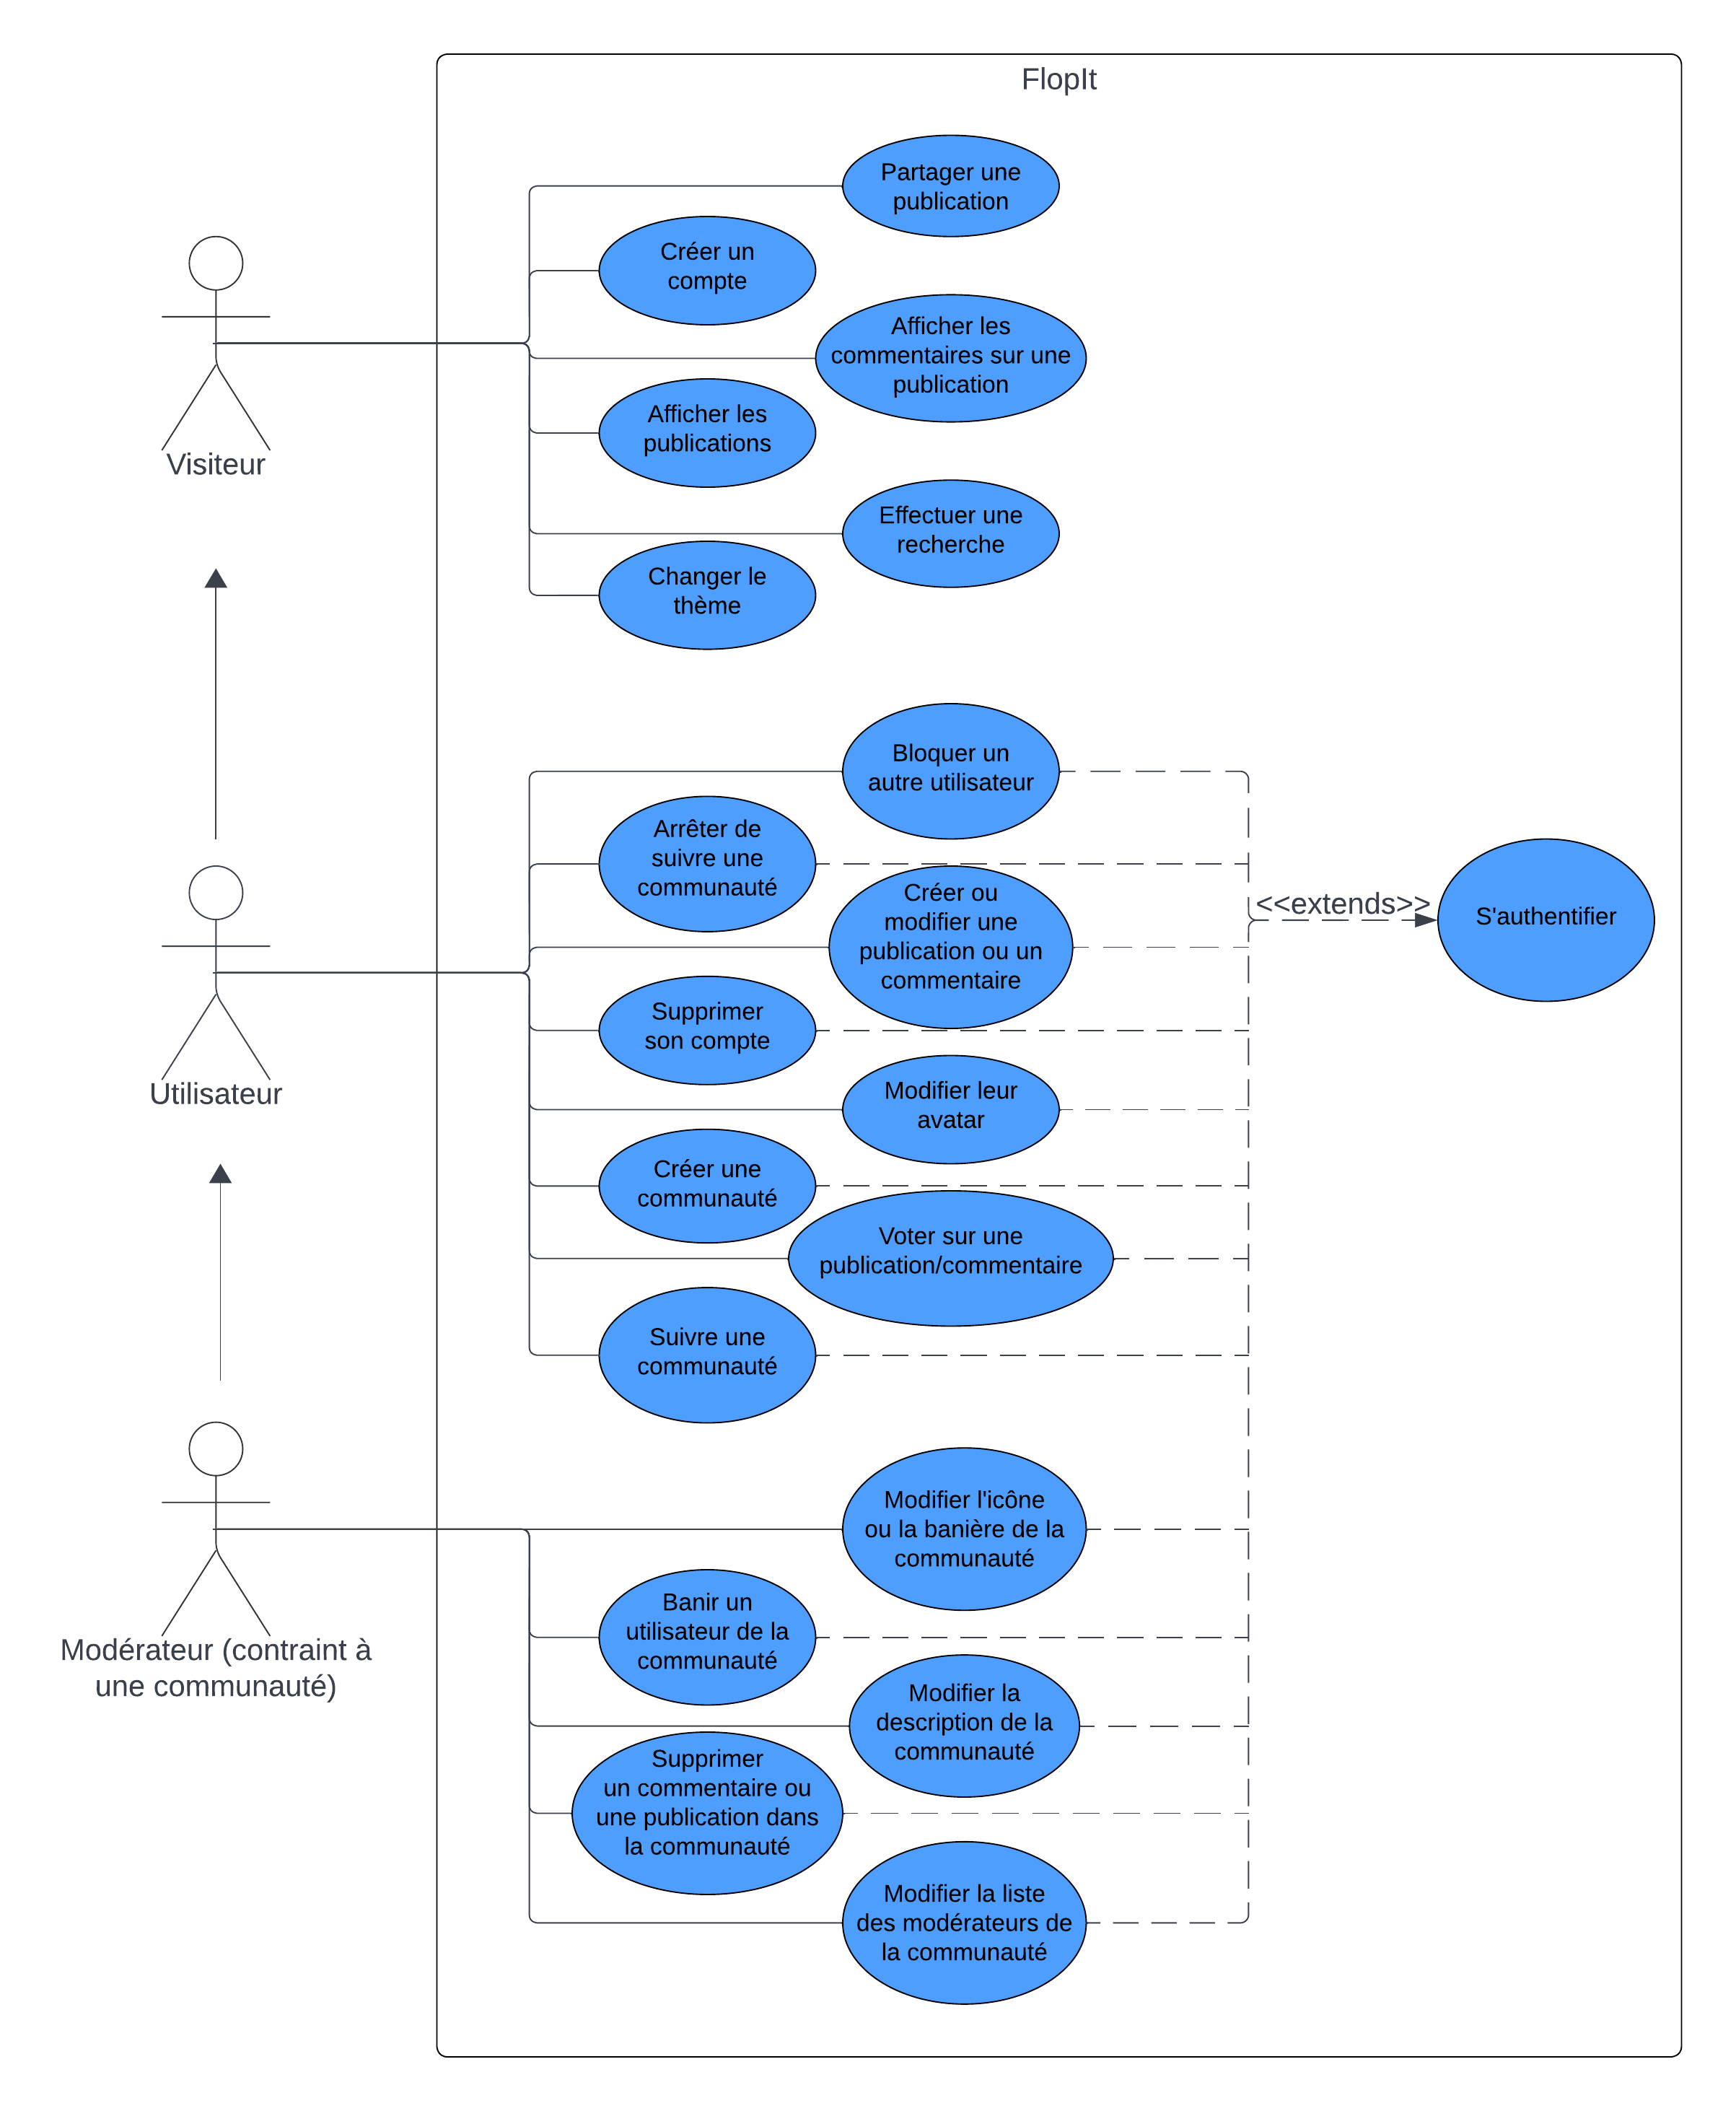 FlopIt
Partager une
publication
Créer un
compte
Afficher les
commentaires sur une
publication
Afficher les
publications
Visiteur
Effectuer une
recherche
Changer le
thème
Bloquer un
autre utilisateur
Arrêter de
suivre une
communauté
Créer ou
modifier une
publication ou un
commentaire
<<extends>>
S'authentifier
Supprimer
son compte
Utilisateur
Modifier leur
avatar
Créer une
communauté
Voter sur une
publication/commentaire
Suivre une
communauté
Modifier l'icône
ou la banière de la
communauté
Banir un
utilisateur de la
communauté
Modérateur (contraint à
une communauté)
Modifier la
description de la
communauté
Supprimer
un commentaire ou
une publication dans
la communauté
Modifier la liste
des modérateurs de
la communauté